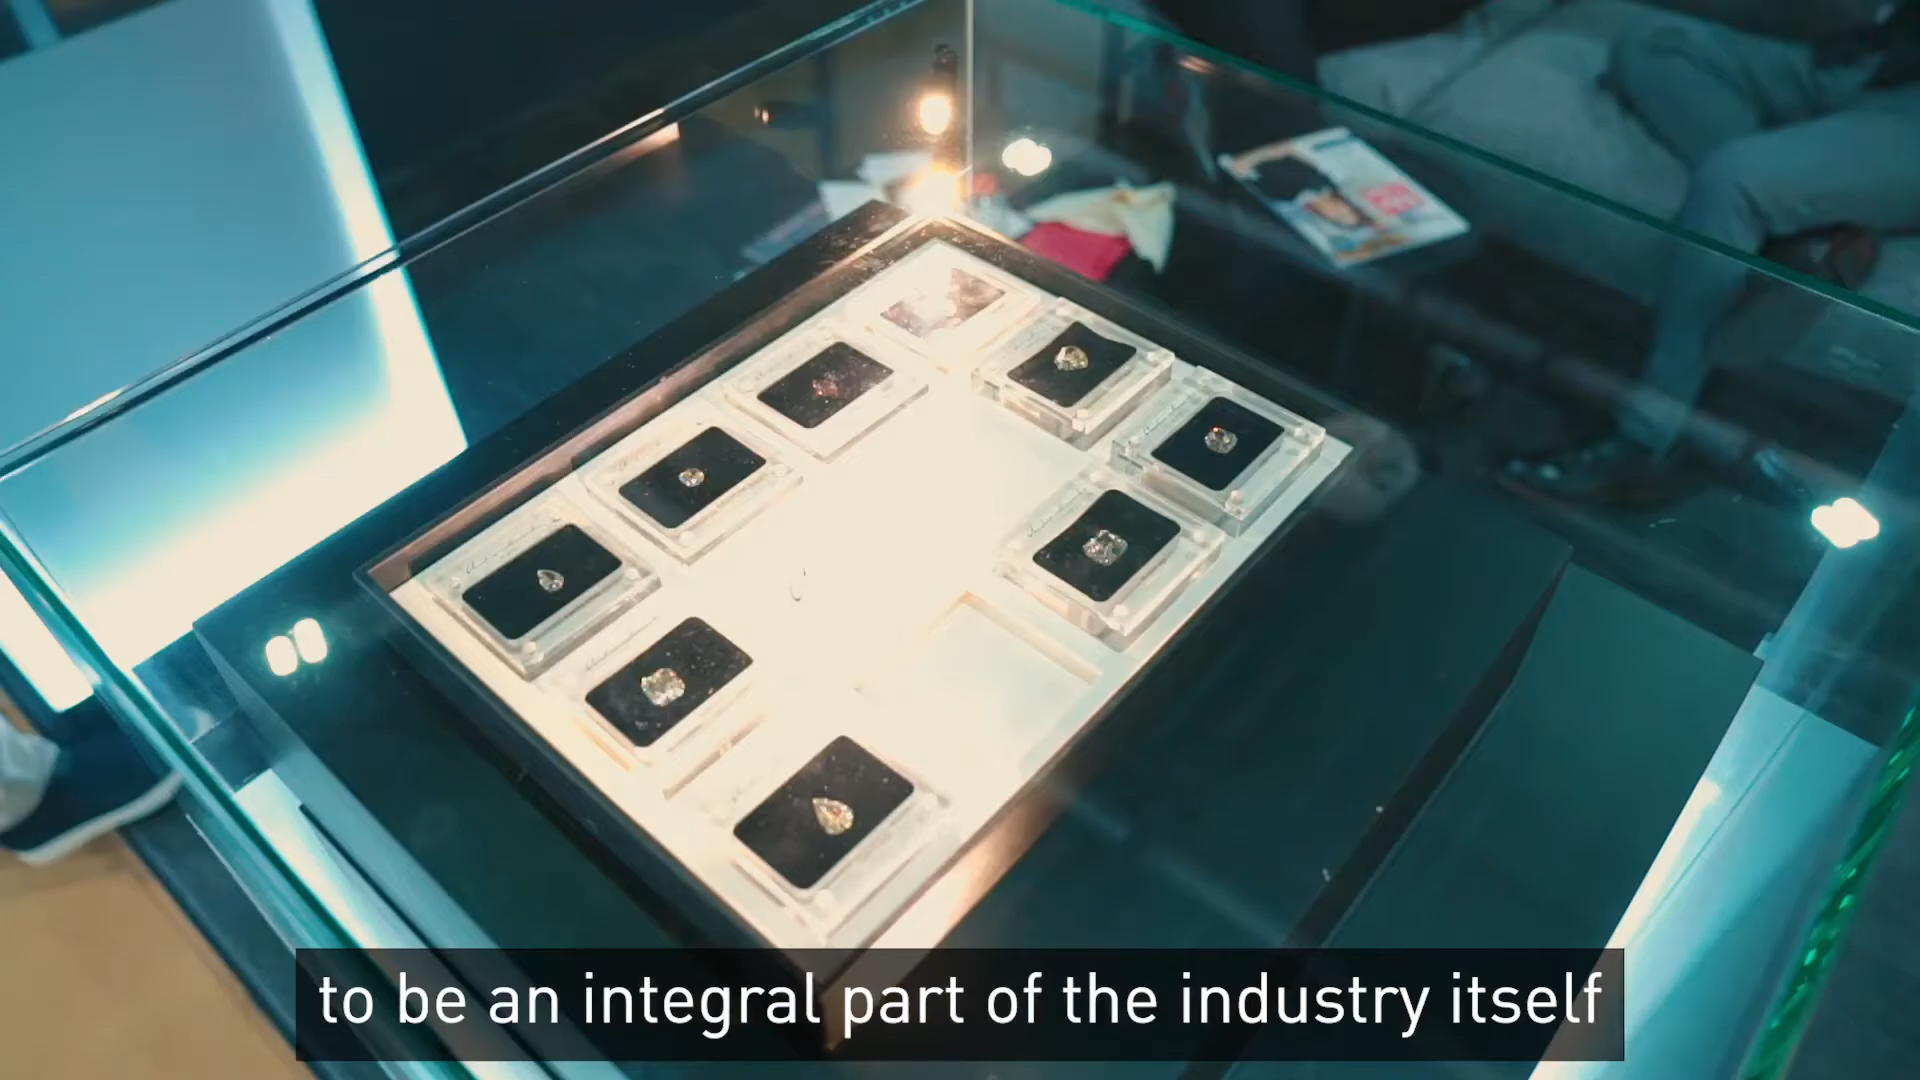 to be an integral part of the industry itself